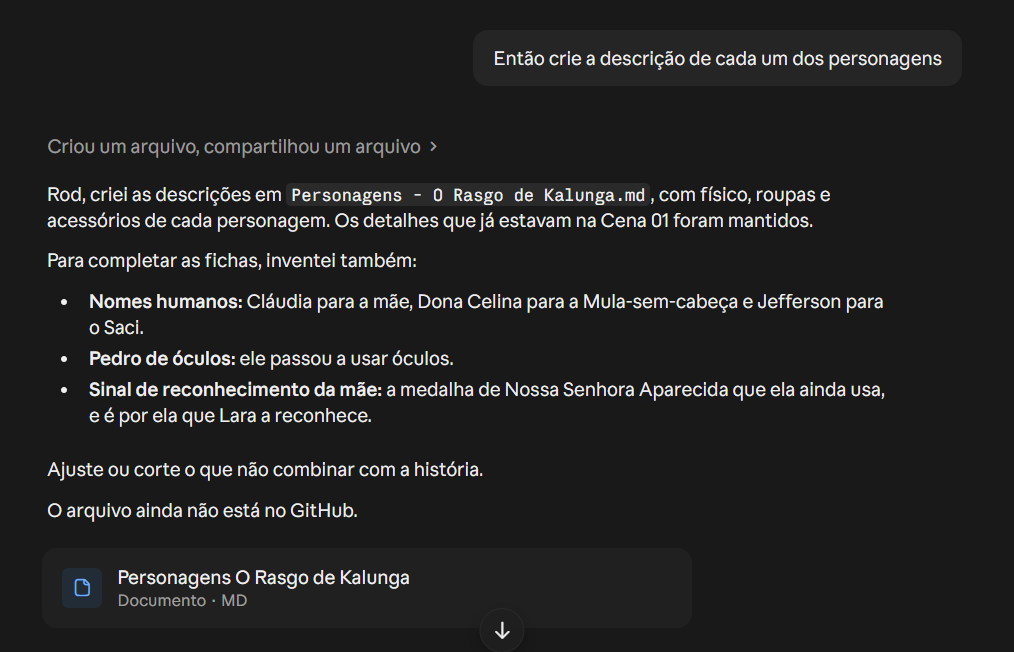 Então crie a descrição de cada um dos personagens
Criou um arquivo, compartilhou um arquivo >
Rod, criei as descrições em Personagens - O Rasgo de Kalunga.md, com físico, roupas e
acessórios de cada personagem. Os detalhes que já estavam na Cena 01 foram mantidos.
Para completar as fichas, inventei também:
• Nomes humanos: Cláudia para a mãe, Dona Celina para a Mula-sem-cabeça e Jefferson para
o Saci.
• Pedro de óculos: ele passou a usar óculos.
• Sinal de reconhecimento da mãe: a medalha de Nossa Senhora Aparecida que ela ainda usa,
e é por ela que Lara a reconhece.
Ajuste ou corte o que não combinar com a história.
O arquivo ainda não está no GitHub.
Personagens O Rasgo de Kalunga
Documento · MD